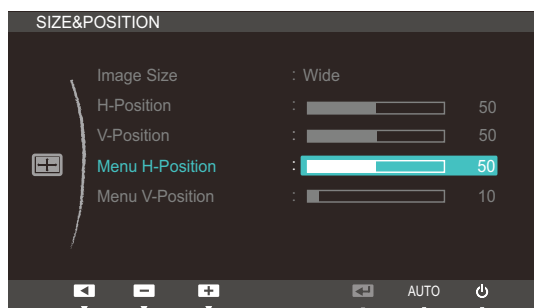 SIZE&POSITION
Image Size : Wide
H-Position : 50
V-Position : 50
Menu H-Position : 50
Menu V-Position : 10
AUTO